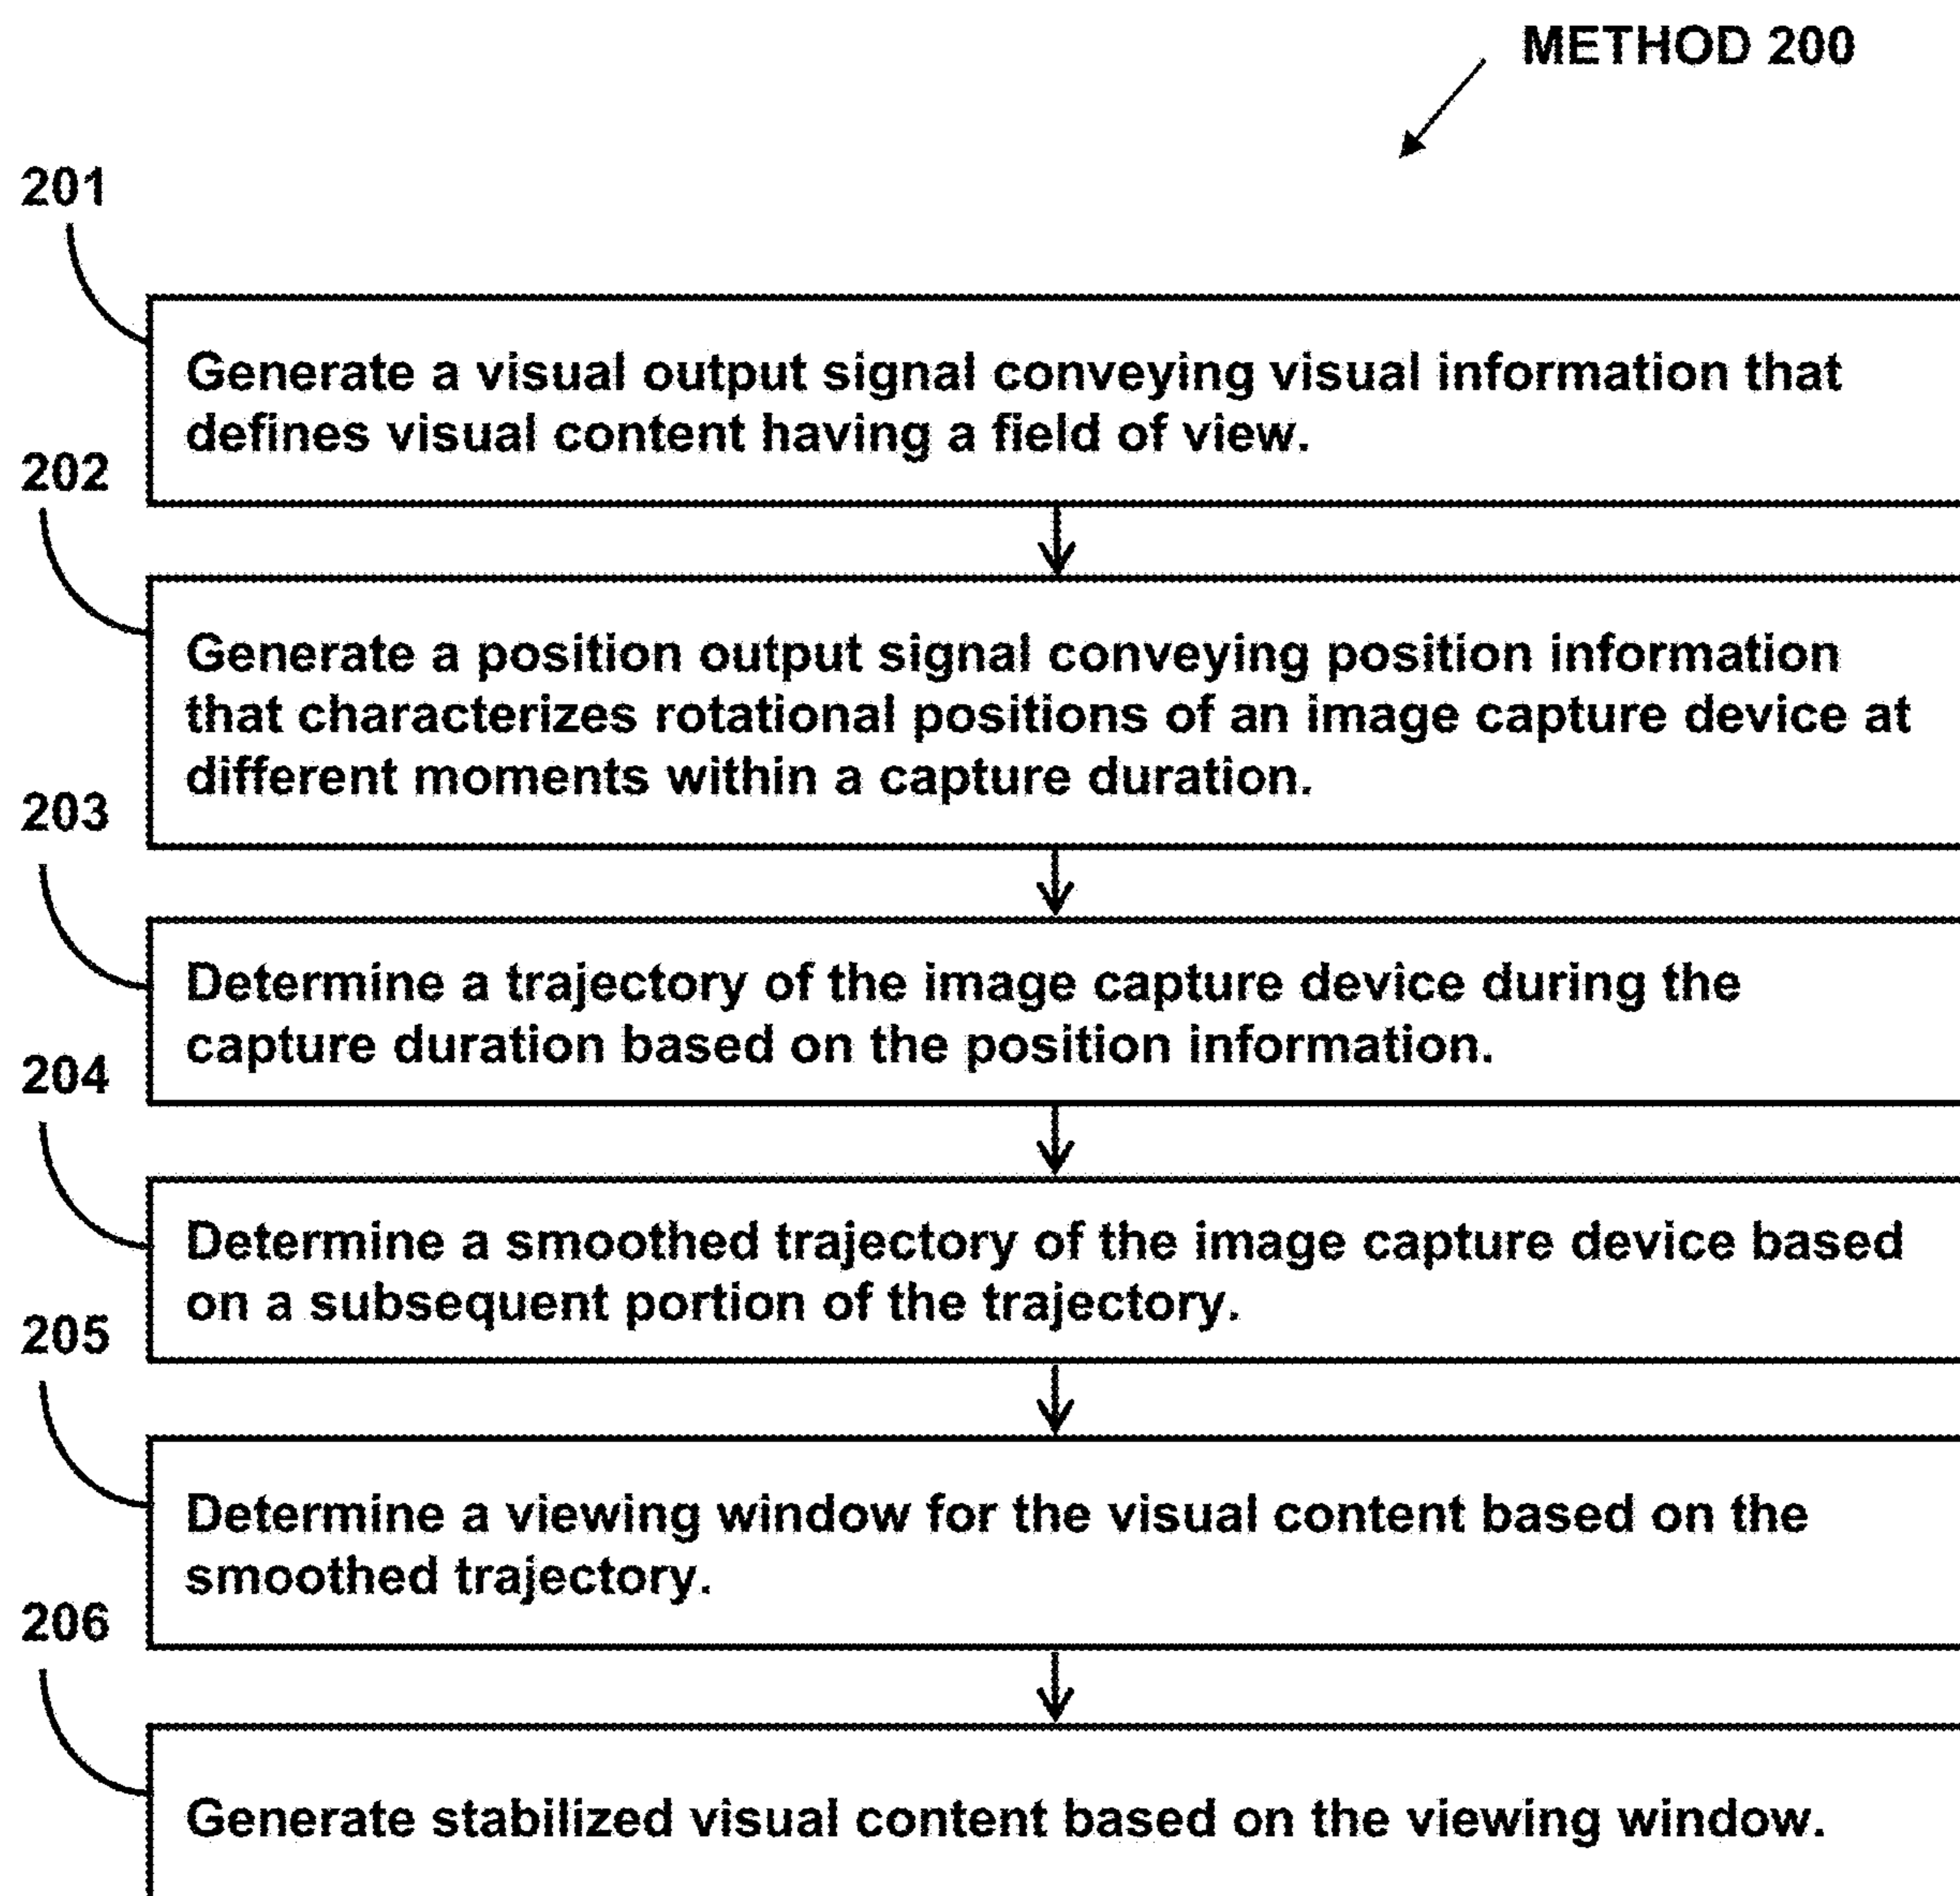 METHOD 200
201
Generate a visual output signal conveying visual information that
defines visual content having a field of view.
202
Generate a position output signal conveying position information
that characterizes rotational positions of an image capture device at
different moments within a capture duration.
203
Determine a trajectory of the image capture device during the
capture duration based on the position information.
204
Determine a smoothed trajectory of the image capture device based
on a subsequent portion of the trajectory.
205
Determine a viewing window for the visual content based on the
smoothed trajectory.
206
Generate stabilized visual content based on the viewing window.